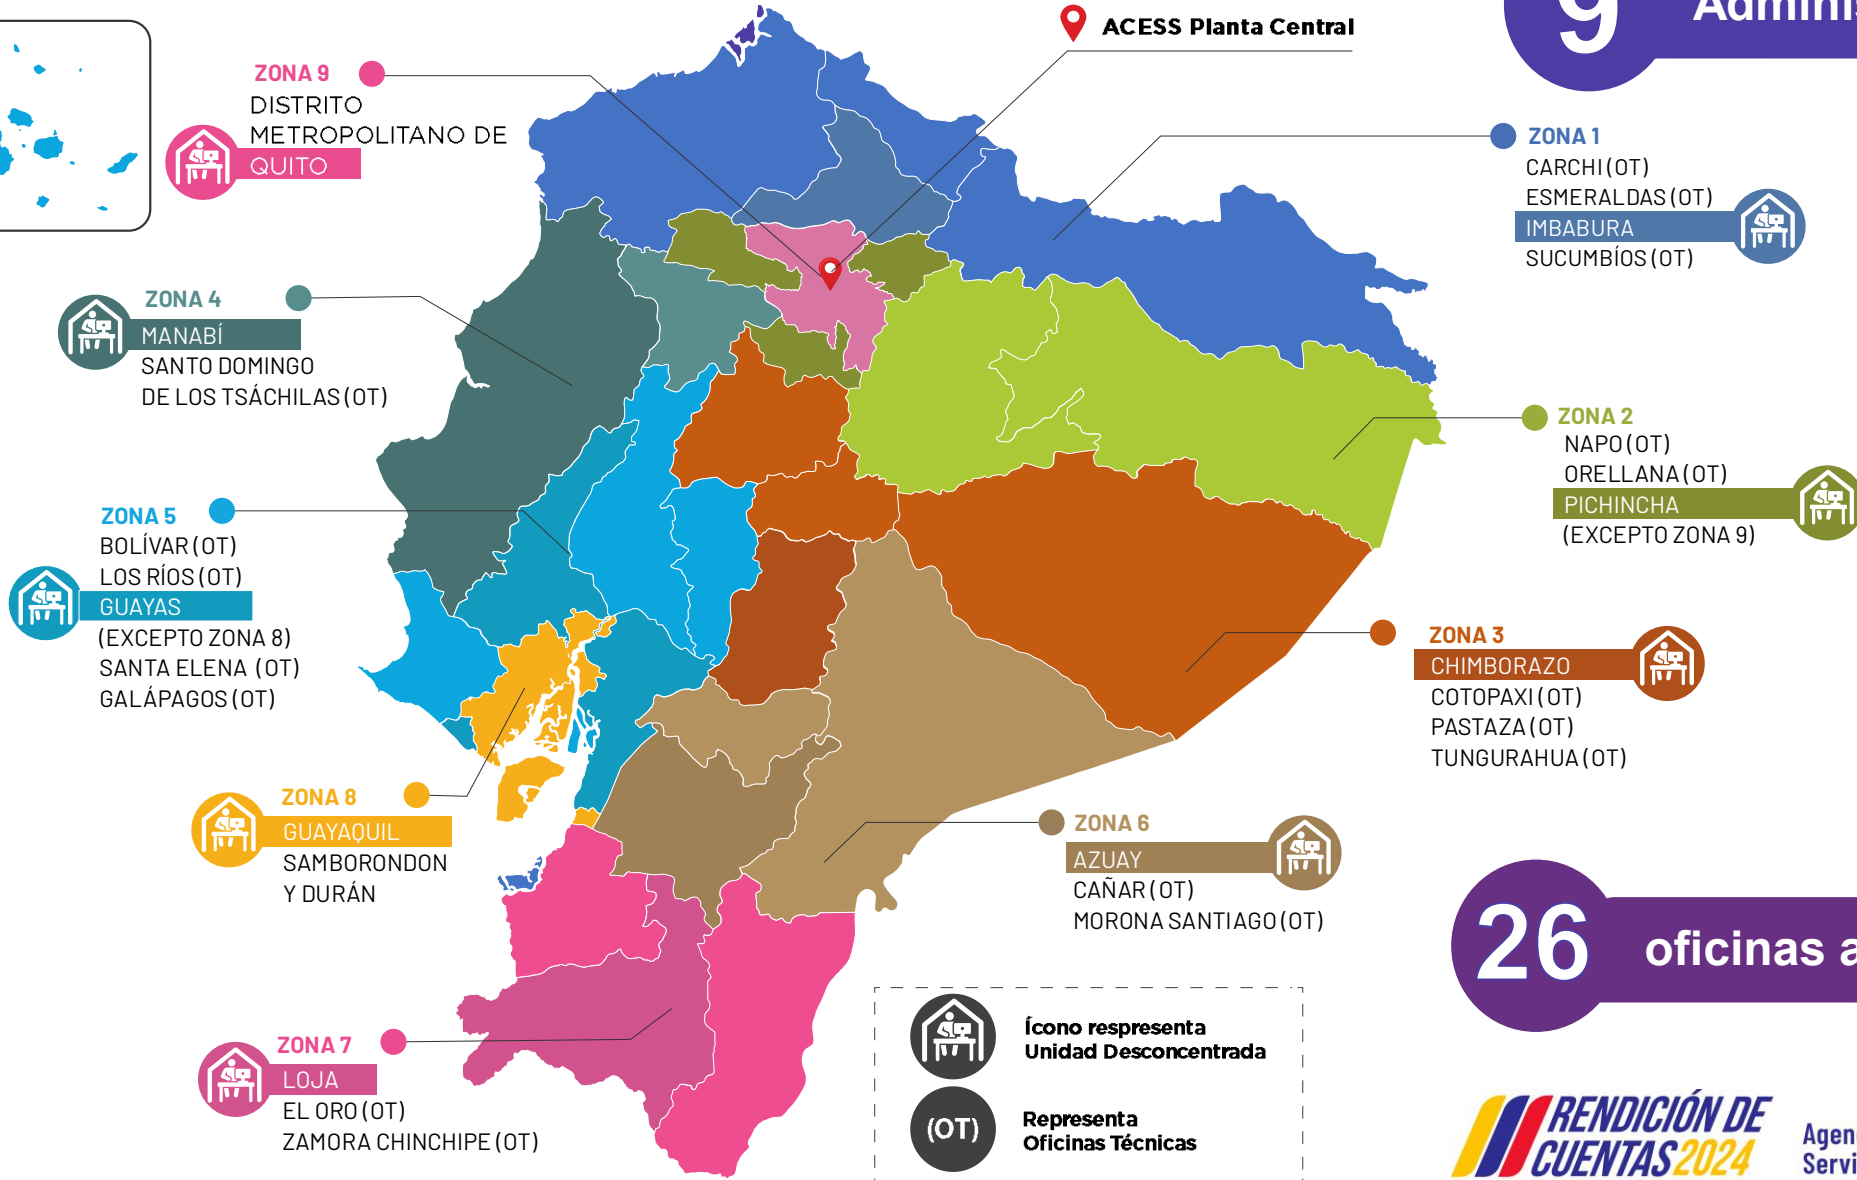 9 Adminis
ACESS Planta Central
ZONA 9
DISTRITO
METROPOLITANO DE
QUITO
ZONA 1
CARCHI (OT)
ESMERALDAS (OT)
IMBABURA
SUCUMBÍOS (OT)
ZONA 4
MANABÍ
SANTO DOMINGO
DE LOS TSÁCHILAS (OT)
ZONA 2
NAPO (OT)
ORELLANA (OT)
PICHINCHA
(EXCEPTO ZONA 9)
ZONA 5
BOLÍVAR (OT)
LOS RÍOS (OT)
GUAYAS
(EXCEPTO ZONA 8)
SANTA ELENA (OT)
GALÁPAGOS (OT)
ZONA 3
CHIMBORAZO
COTOPAXI (OT)
PASTAZA (OT)
TUNGURAHUA (OT)
ZONA 8
GUAYAQUIL
SAMBORONDON
Y DURÁN
ZONA 6
AZUAY
CAÑAR (OT)
MORONA SANTIAGO (OT)
26 oficinas a
ZONA 7
LOJA
EL ORO (OT)
ZAMORA CHINCHIPE (OT)
Ícono respresenta
Unidad Desconcentrada
(OT)
Representa
Oficinas Técnicas
RENDICIÓN DE
CUENTAS 2024
Agen
Servi